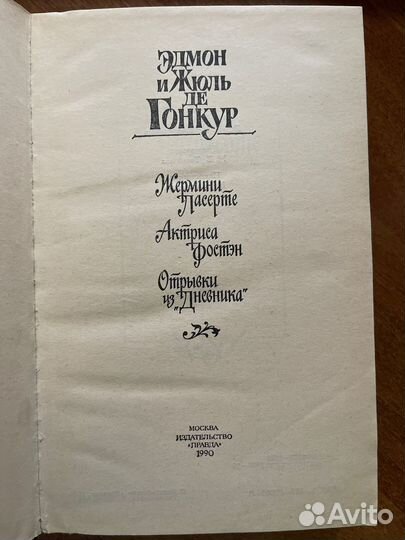 ЭДМОН
И ЖЮЛЬ
ДЕ
ГОНКУР
Жермини
Ласерте
Актриса
Фостэн
Отрывки
из „Дневника“
МОСКВА
ИЗДАТЕЛЬСТВО
«ПРАВДА»
1990
Avito